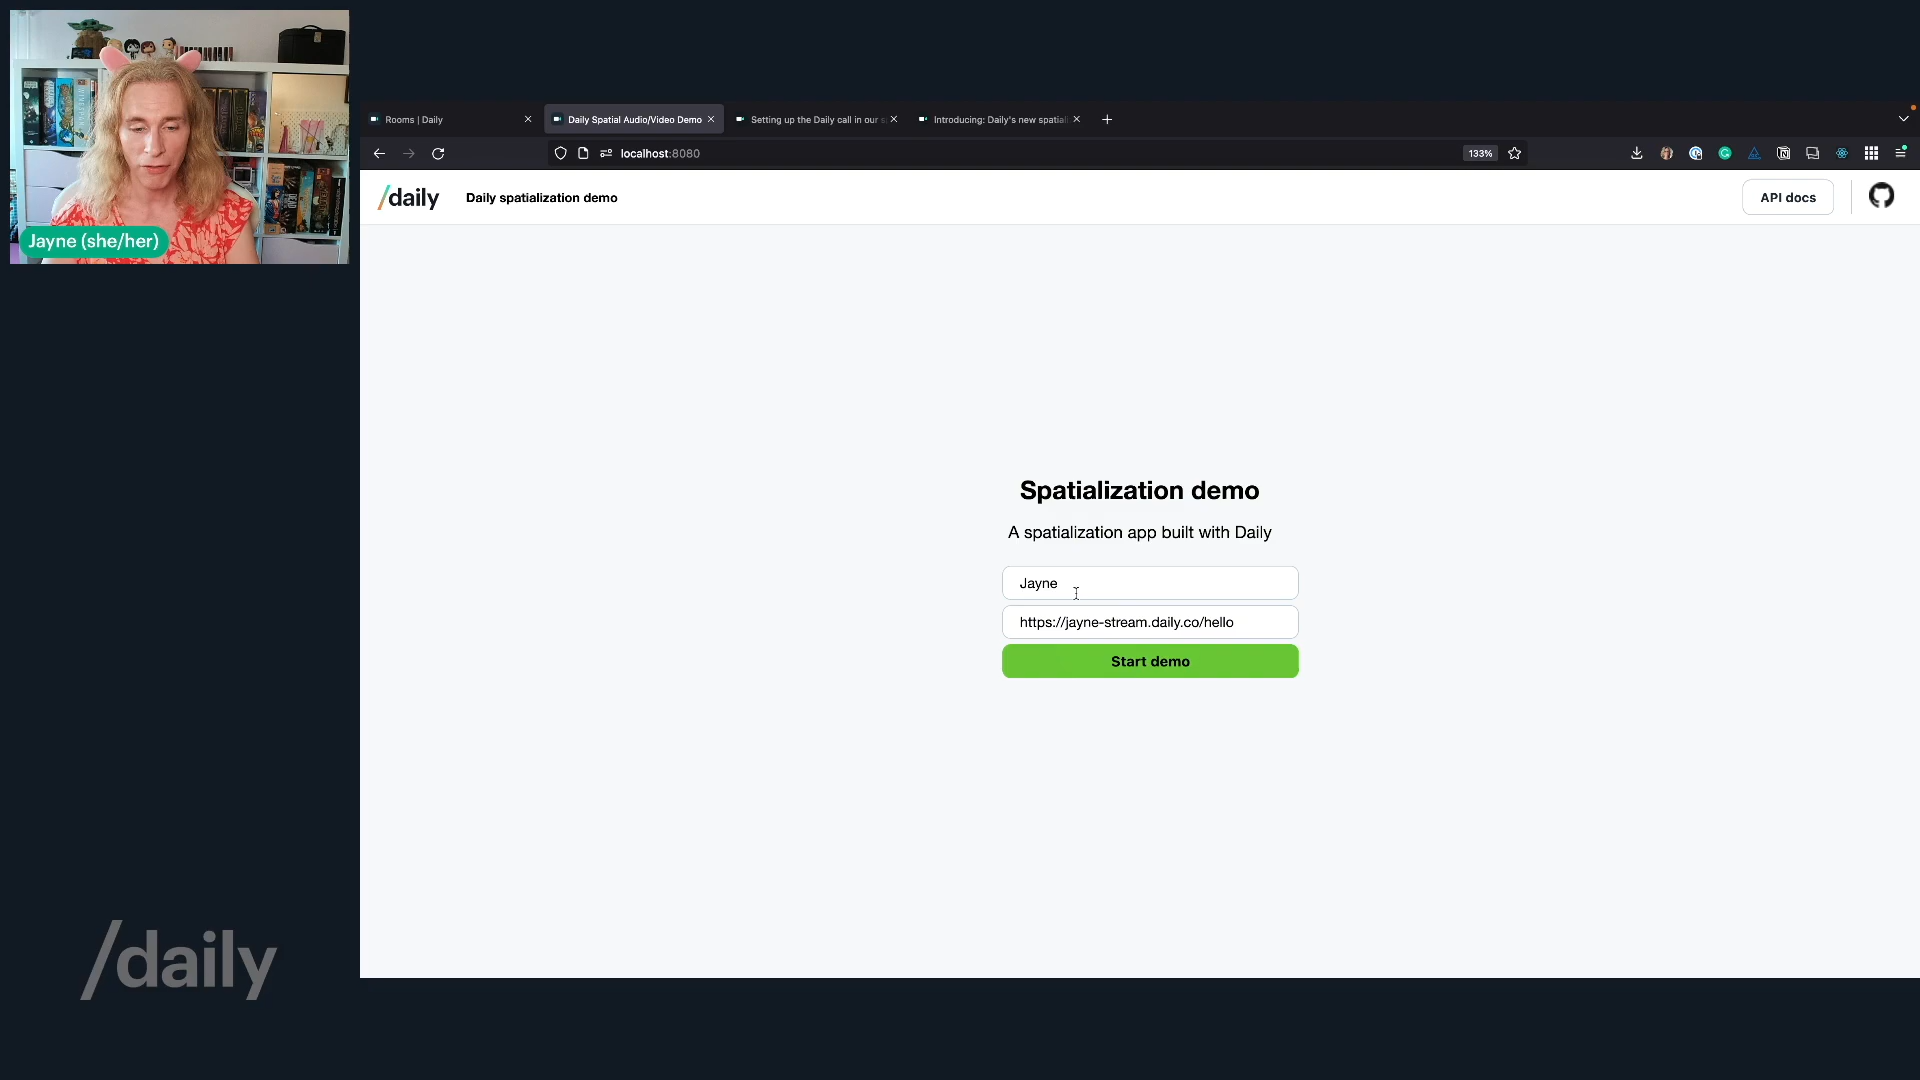 Jayne (she/her)
Rooms | Daily
Daily Spatial Audio/Video Demo
Setting up the Daily call in our s
Introducing: Daily's new spatial
localhost:8080
133%
/daily
Daily spatialization demo
API docs
Spatialization demo
A spatialization app built with Daily
Jayne
https://jayne-stream.daily.co/hello
Start demo
/daily